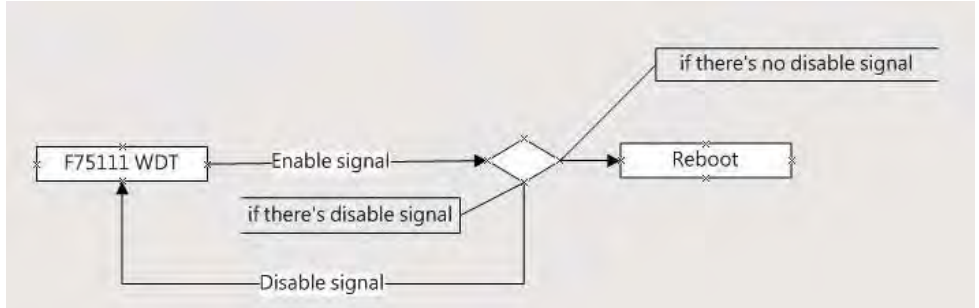 if there's no disable signal
F75111 WDT
Enable signal
Reboot
if there's disable signal
Disable signal